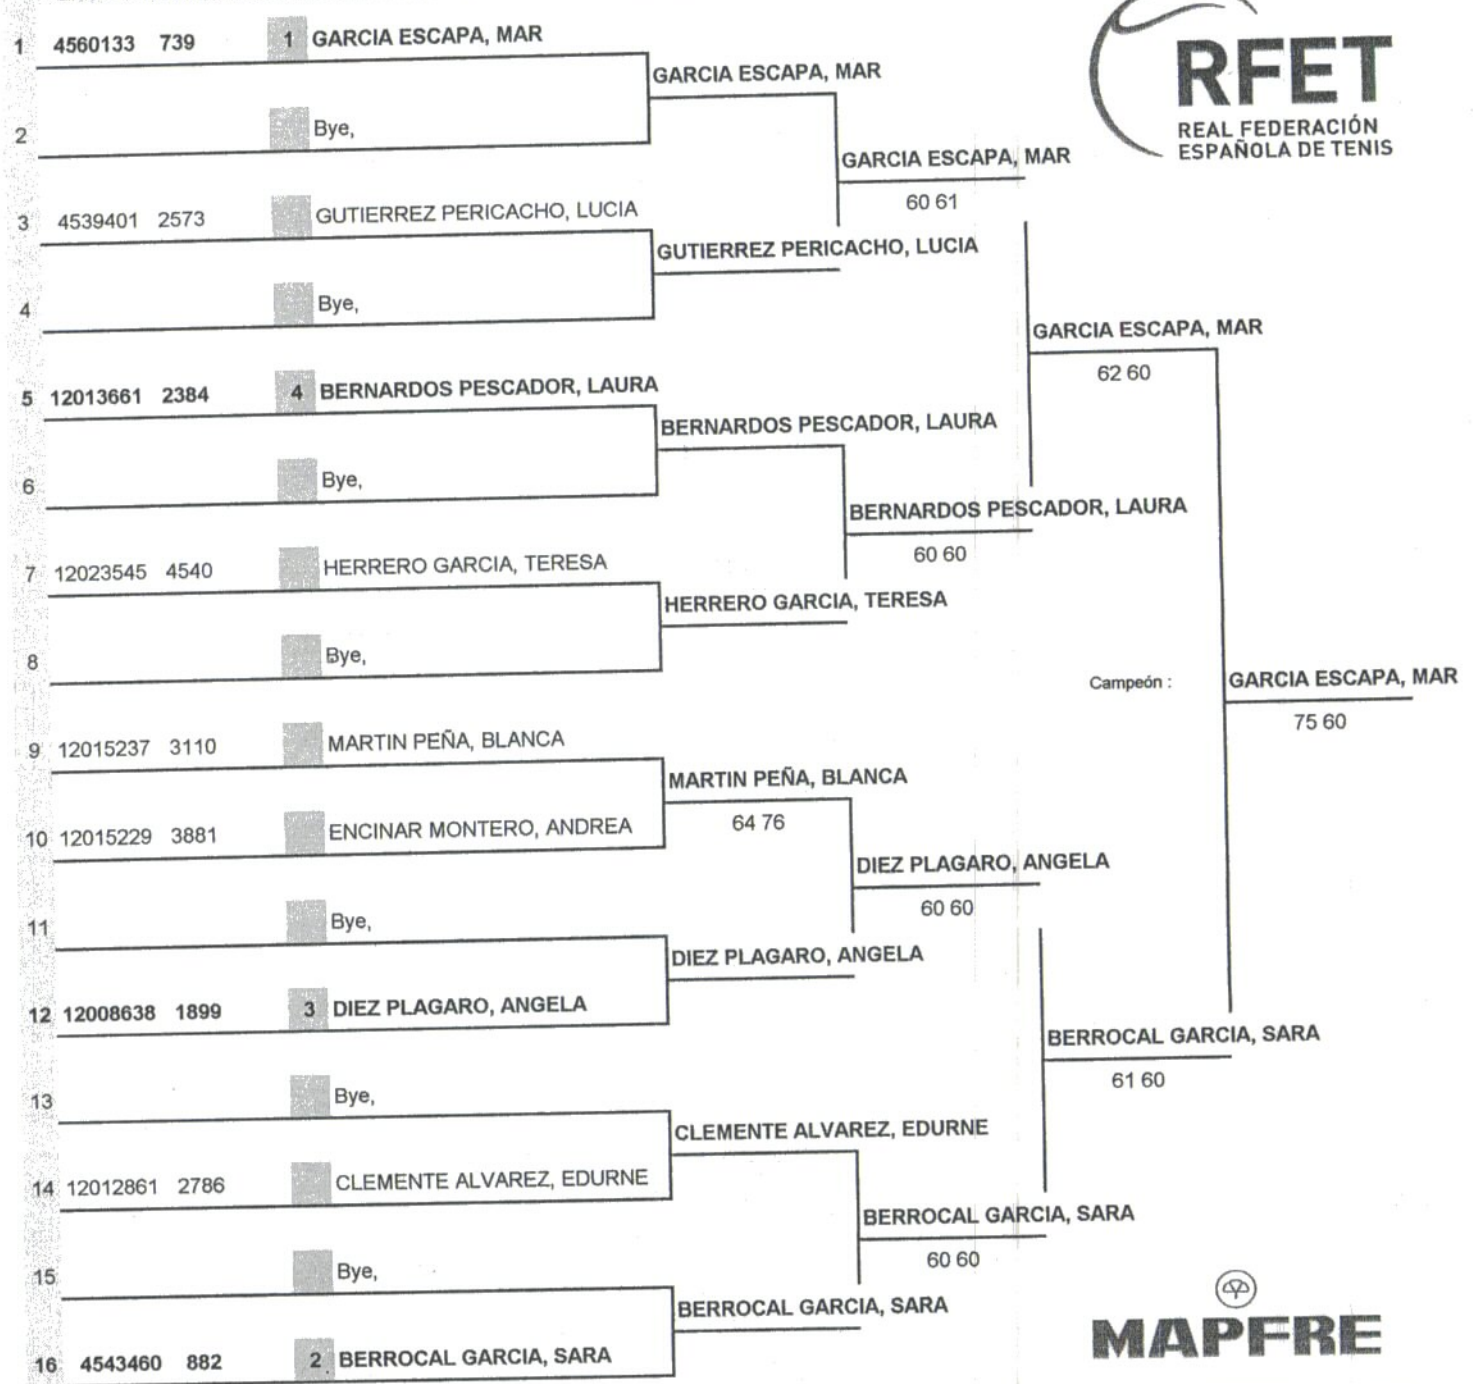 1 4560133 739 1 GARCIA ESCAPA, MAR
GARCIA ESCAPA, MAR
2 Bye,
GARCIA ESCAPA, MAR
60 61
3 4539401 2573 GUTIERREZ PERICACHO, LUCIA
GUTIERREZ PERICACHO, LUCIA
4 Bye,
GARCIA ESCAPA, MAR
62 60
5 12013661 2384 4 BERNARDOS PESCADOR, LAURA
BERNARDOS PESCADOR, LAURA
6 Bye,
BERNARDOS PESCADOR, LAURA
60 60
7 12023545 4540 HERRERO GARCIA, TERESA
HERRERO GARCIA, TERESA
8 Bye,
Campeón : GARCIA ESCAPA, MAR
75 60
9 12015237 3110 MARTIN PEÑA, BLANCA
MARTIN PEÑA, BLANCA
64 76
10 12015229 3881 ENCINAR MONTERO, ANDREA
DIEZ PLAGARO, ANGELA
60 60
11 Bye,
DIEZ PLAGARO, ANGELA
12 12008638 1899 3 DIEZ PLAGARO, ANGELA
BERROCAL GARCIA, SARA
61 60
13 Bye,
CLEMENTE ALVAREZ, EDURNE
14 12012861 2786 CLEMENTE ALVAREZ, EDURNE
BERROCAL GARCIA, SARA
60 60
15 Bye,
BERROCAL GARCIA, SARA
16 4543460 882 2 BERROCAL GARCIA, SARA
RFET
REAL FEDERACIÓN
ESPAÑOLA DE TENIS
MAPFRE